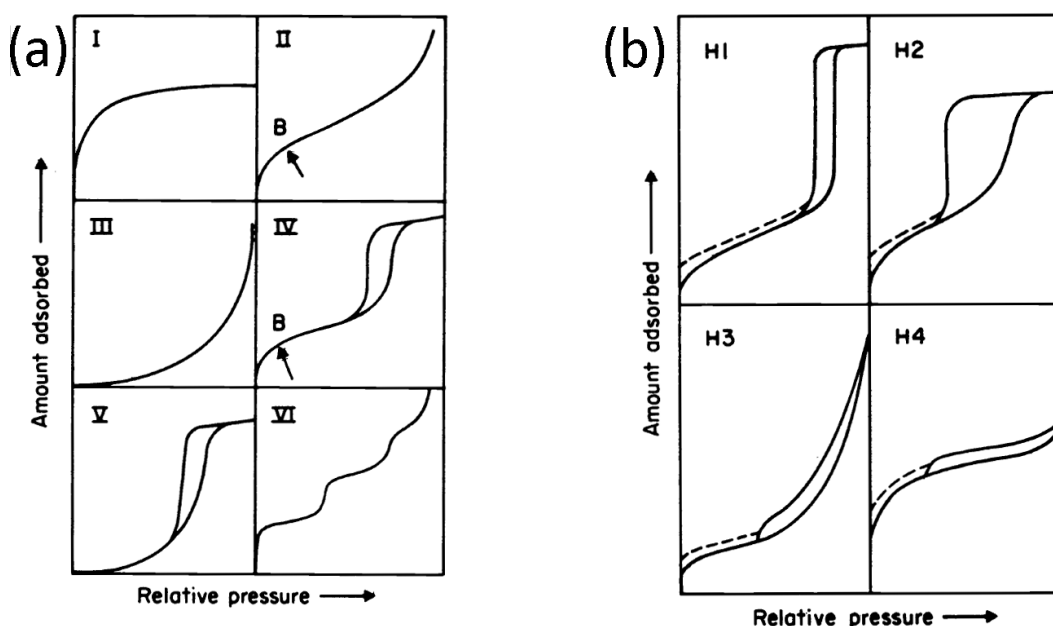 (a)
I
II
B
III
IV
B
V
VI
Amount adsorbed
Relative pressure
(b)
H1
H2
H3
H4
Amount adsorbed
Relative pressure